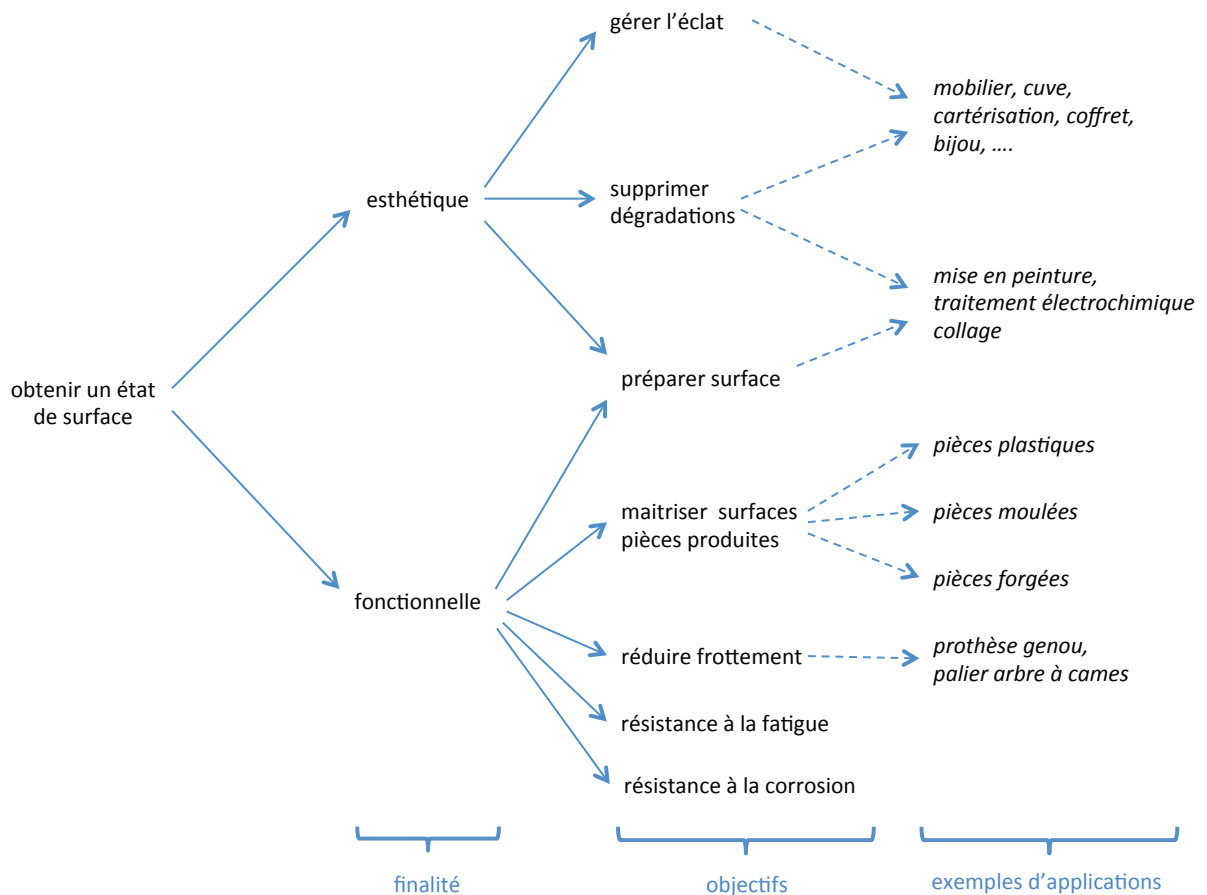 gérer l’éclat
mobilier, cuve,
cartérisation, coffret,
bijou, ….
esthétique
supprimer
dégradations
mise en peinture,
traitement électrochimique
collage
obtenir un état
de surface
préparer surface
pièces plastiques
maitriser surfaces
pièces produites
pièces moulées
pièces forgées
fonctionnelle
réduire frottement
prothèse genou,
palier arbre à cames
résistance à la fatigue
résistance à la corrosion
finalité
objectifs
exemples d’applications